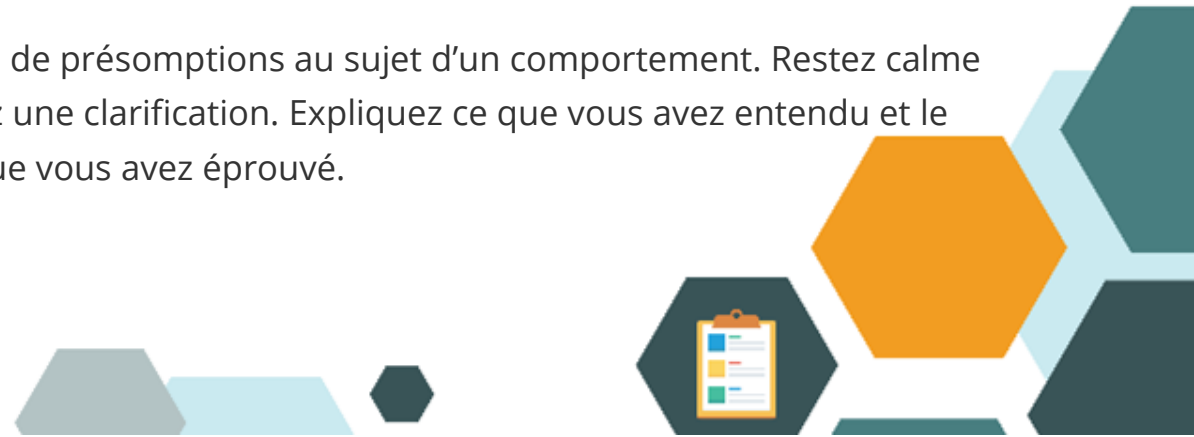 de présomptions au sujet d’un comportement. Restez calme
une clarification. Expliquez ce que vous avez entendu et le
vous avez éprouvé.